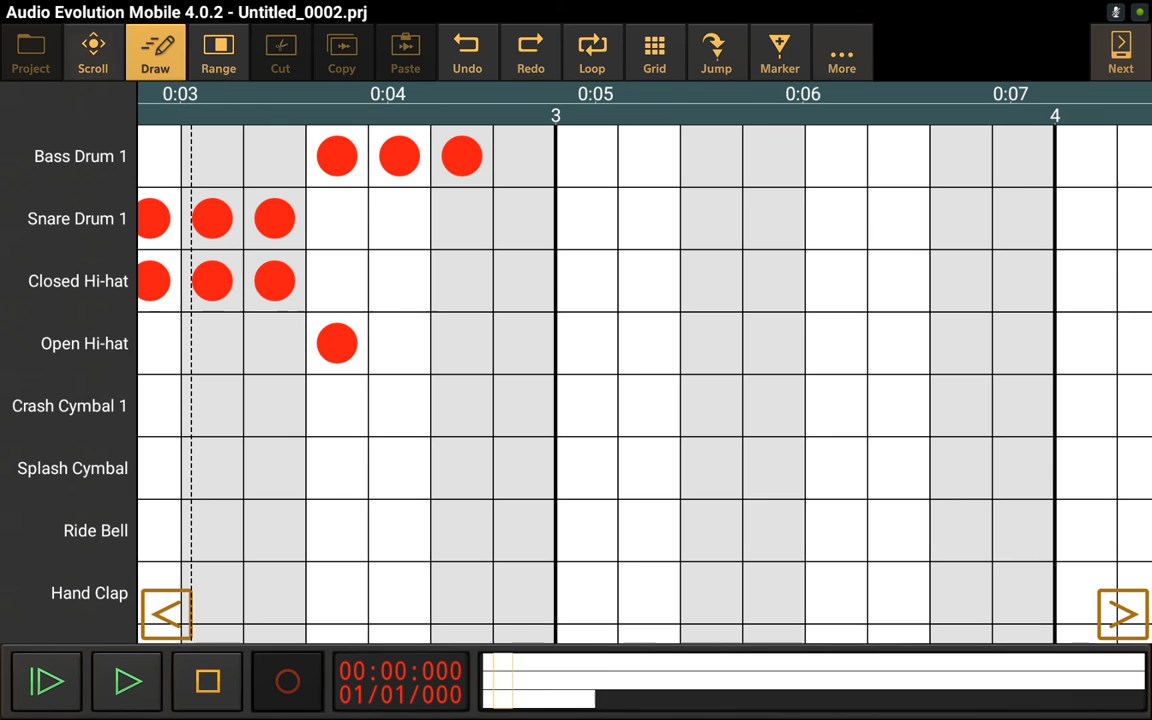 Audio Evolution Mobile 4.0.2 - Untitled_0002.prj
Project Scroll Draw Range Cut Copy Paste Undo Redo Loop Grid Jump Marker More Next
0:03 0:04 0:05 0:06 0:07
3 4
Bass Drum 1
Snare Drum 1
Closed Hi-hat
Open Hi-hat
Crash Cymbal 1
Splash Cymbal
Ride Bell
Hand Clap
00:00:000
01/01/000